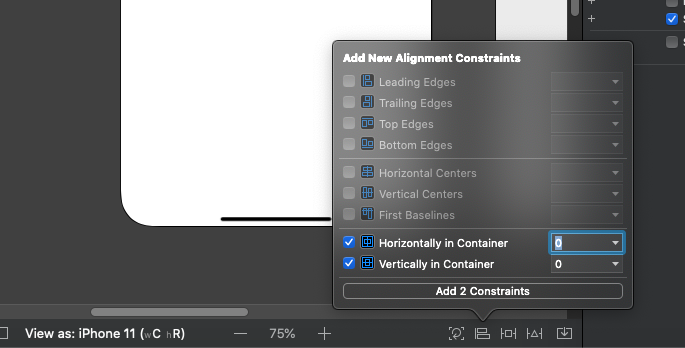 Add New Alignment Constraints
Leading Edges
Trailing Edges
Top Edges
Bottom Edges
Horizontal Centers
Vertical Centers
First Baselines
Horizontally in Container 0
Vertically in Container 0
Add 2 Constraints
View as: iPhone 11 (wC hR) — 75% +